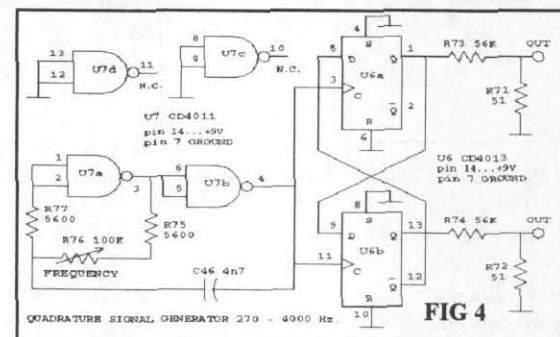 13
12
U7d
11
N.C.
8
9
U7c
10
N.C.
U7 CD4011
pin 14...+9V
pin 7 GROUND
1
2
U7a
3
6
5
U7b
4
R77
5600
R75
5600
R76 100K
FREQUENCY
C46 4n7
4
S
5
D
Q
1
3
C
U6a
Q
2
R
6
R73 56K
OUT
R71
51
U6 CD4013
pin 14...+9V
pin 7 GROUND
8
S
9
D
Q
13
U6b
11
C
Q
12
R
10
R74 56K
OUT
R72
51
FIG 4
QUADRATURE SIGNAL GENERATOR 270 - 4000 Hz.